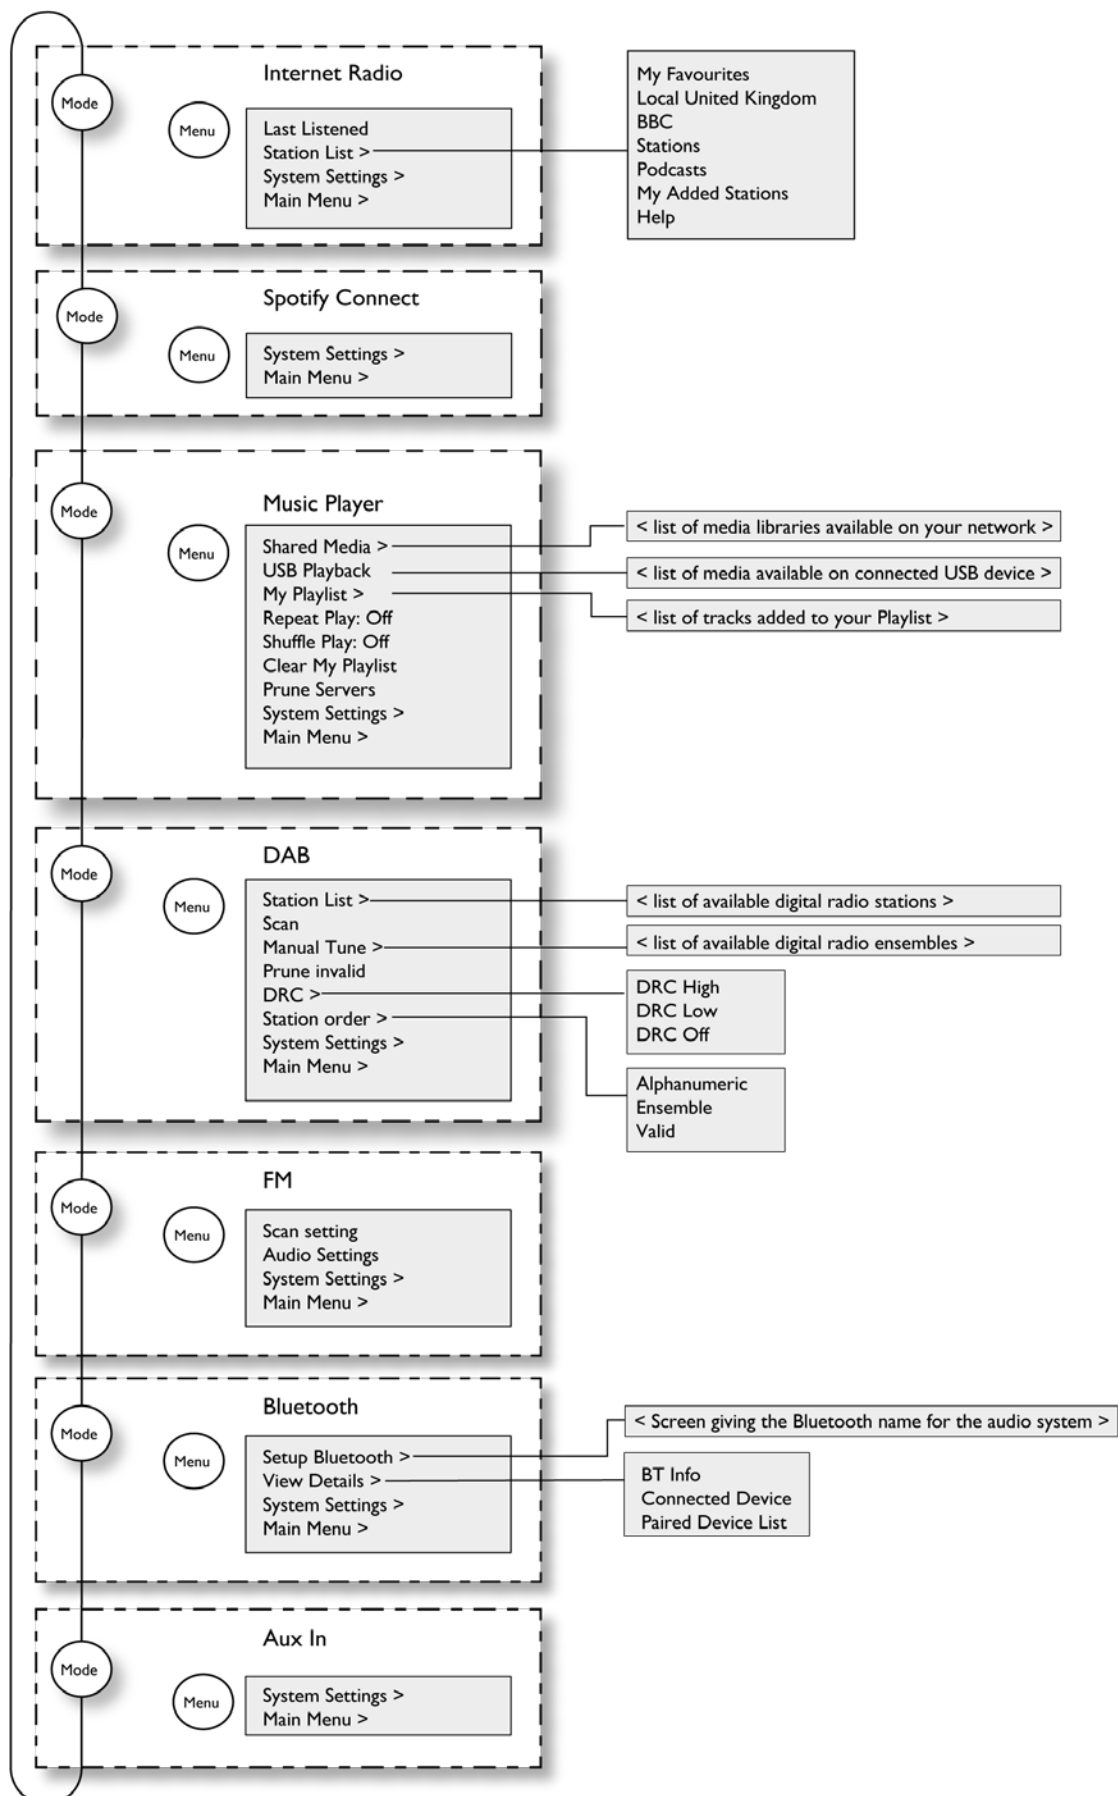 Internet Radio
Mode
Menu
Last Listened
Station List >
System Settings >
Main Menu >
My Favourites
Local United Kingdom
BBC
Stations
Podcasts
My Added Stations
Help
Spotify Connect
Mode
Menu
System Settings >
Main Menu >
Music Player
Mode
Menu
Shared Media >
USB Playback
My Playlist >
Repeat Play: Off
Shuffle Play: Off
Clear My Playlist
Prune Servers
System Settings >
Main Menu >
< list of media libraries available on your network >
< list of media available on connected USB device >
< list of tracks added to your Playlist >
DAB
Mode
Menu
Station List >
Scan
Manual Tune >
Prune invalid
DRC >
Station order >
System Settings >
Main Menu >
< list of available digital radio stations >
< list of available digital radio ensembles >
DRC High
DRC Low
DRC Off
Alphanumeric
Ensemble
Valid
FM
Mode
Menu
Scan setting
Audio Settings
System Settings >
Main Menu >
Bluetooth
Mode
Menu
Setup Bluetooth >
View Details >
System Settings >
Main Menu >
< Screen giving the Bluetooth name for the audio system >
BT Info
Connected Device
Paired Device List
Aux In
Mode
Menu
System Settings >
Main Menu >